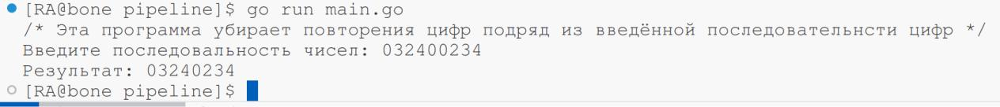 [RA@bone pipeline]$ go run main.go
/* Эта программа убирает повторения цифр подряд из введённой последовательнсти цифр */
Введите последовальность чисел: 032400234
Результат: 03240234
[RA@bone pipeline]$